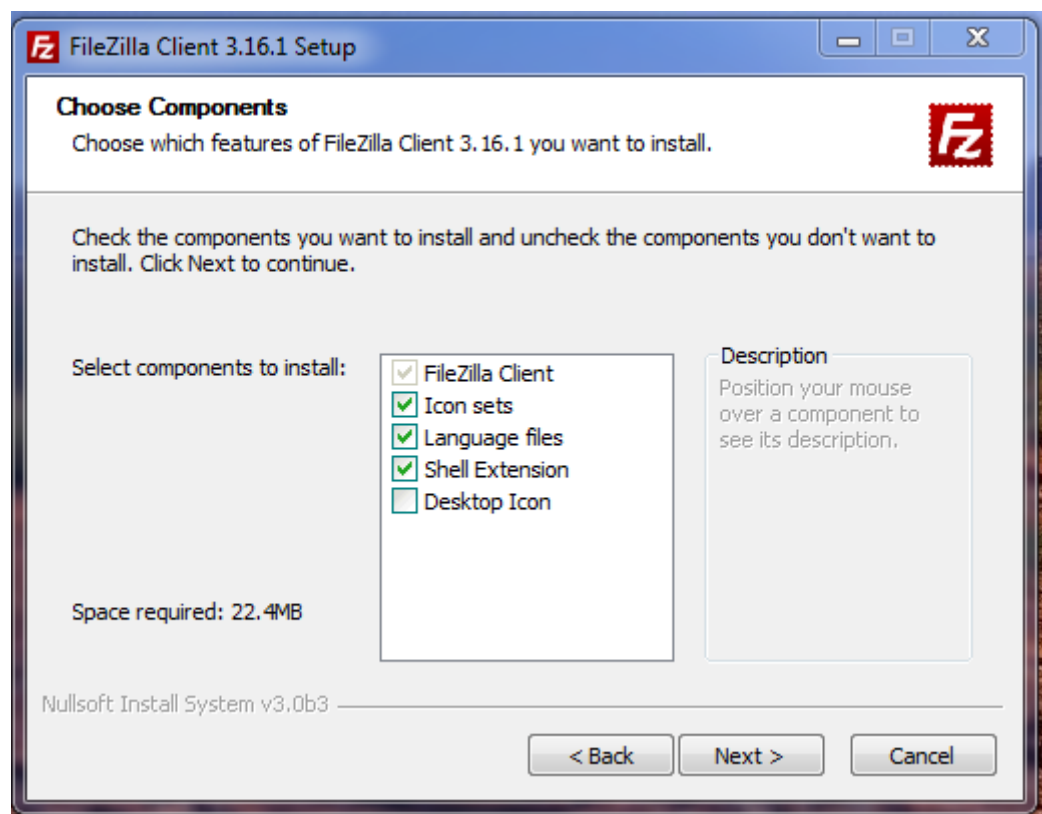 FileZilla Client 3.16.1 Setup
Choose Components
Choose which features of FileZilla Client 3.16.1 you want to install.
Fz
Check the components you want to install and uncheck the components you don't want to
install. Click Next to continue.
Select components to install:
FileZilla Client
Icon sets
Language files
Shell Extension
Desktop Icon
Description
Position your mouse
over a component to
see its description.
Space required: 22.4MB
Nullsoft Install System v3.0b3
< Back
Next >
Cancel